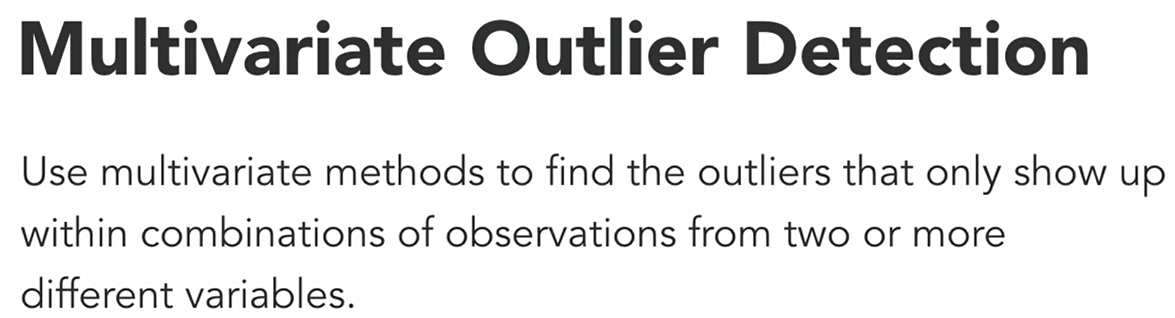 Multivariate Outlier Detection
Use multivariate methods to find the outliers that only show up
within combinations of observations from two or more
different variables.